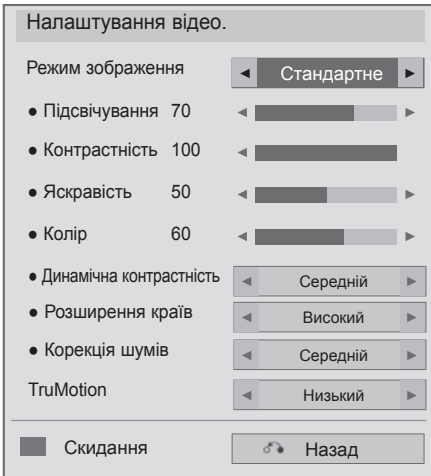 Налаштування відео.
Режим зображення ◄ Стандартне ►
● Підсвічування 70 ◄ ►
● Контрастність 100 ◄
● Яскравість 50 ◄ ►
● Колір 60 ◄ ►
● Динамічна контрастність ◄ Середній ►
● Розширення країв ◄ Високий ►
● Корекція шумів ◄ Середній ►
TruMotion ◄ Низький ►
Скидання Назад